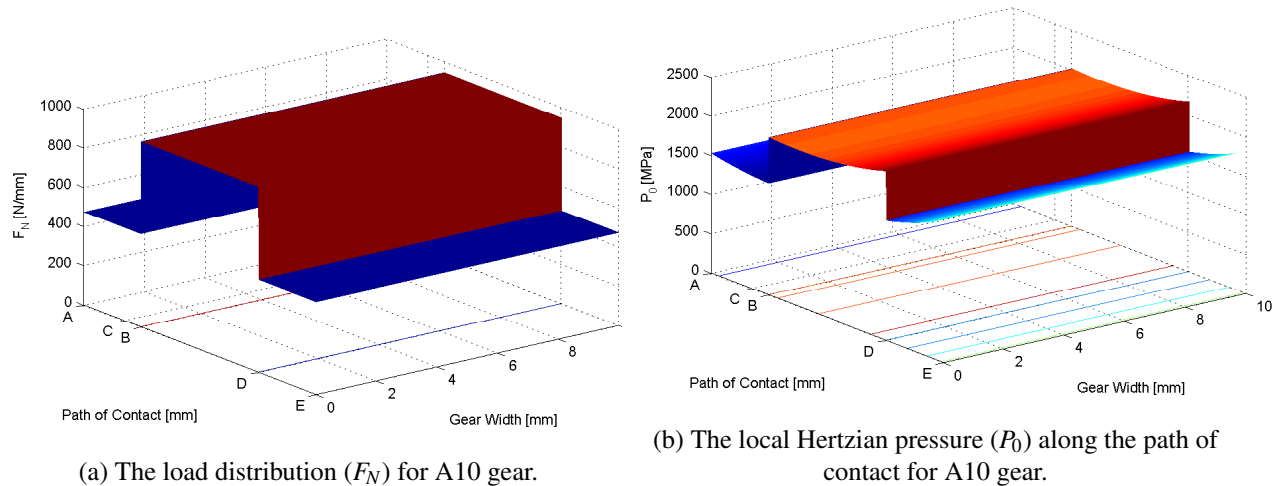 1000
800
600
400
200
0
F_N [N/mm]
A
C
B
D
E
Path of Contact [mm]
0
2
4
6
8
Gear Width [mm]
(a) The load distribution (F_N) for A10 gear.
2500
2000
1500
1000
500
0
P_0 [MPa]
A
C
B
D
E
Path of Contact [mm]
0
2
4
6
8
10
Gear Width [mm]
(b) The local Hertzian pressure (P_0) along the path of
contact for A10 gear.